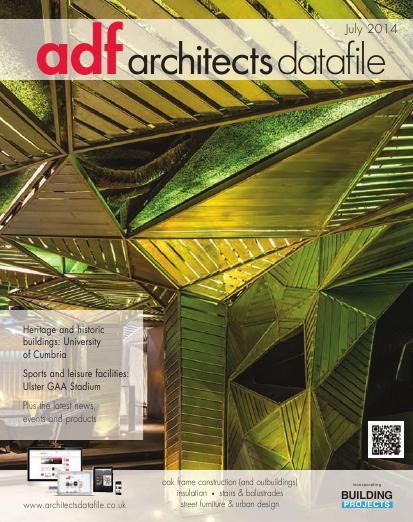 July 2014
adf architects datafile
Heritage and historic
buildings: University
of Cumbria
Sports and leisure facilities:
Ulster GAA Stadium
Plus the latest news,
events and products
www.architectsdatafile.co.uk
oak frame construction (and outbuildings)
insulation • stairs & balustrades
street furniture & urban design
incorporating
BUILDING
PROJECTS